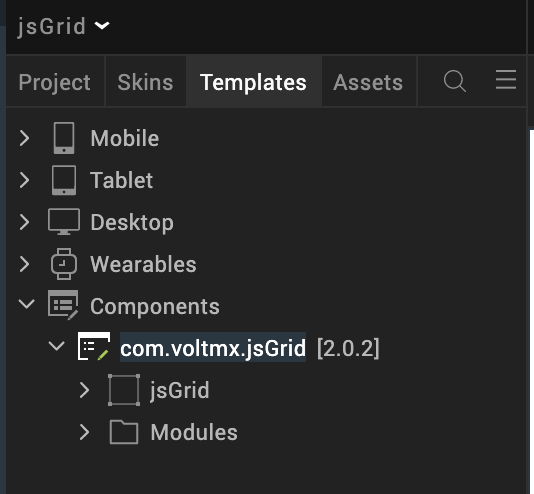 jsGrid
Project Skins Templates Assets
Mobile
Tablet
Desktop
Wearables
Components
com.voltmx.jsGrid [2.0.2]
jsGrid
Modules